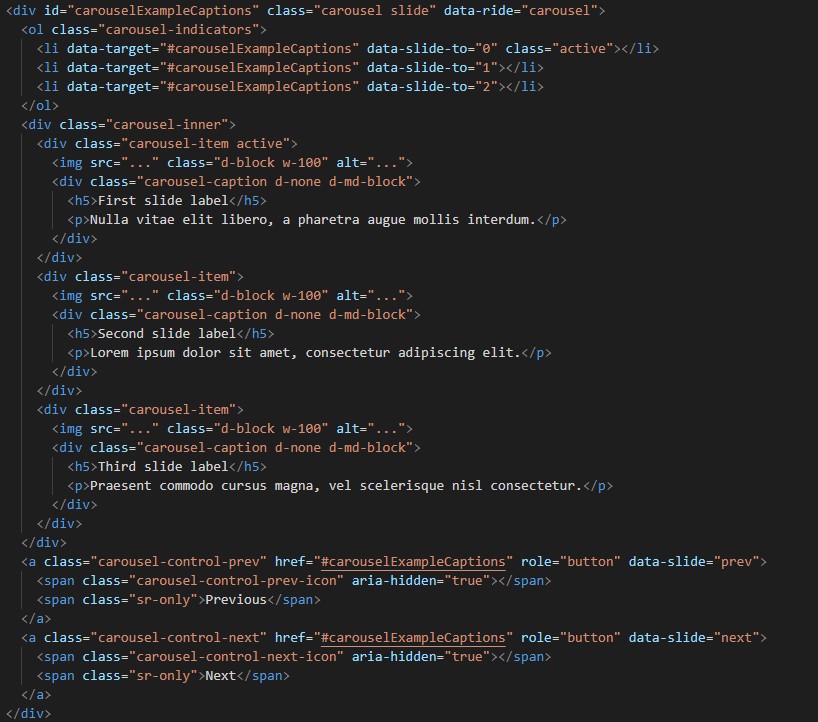 <div id="carouselExampleCaptions" class="carousel slide" data-ride="carousel">
  <ol class="carousel-indicators">
    <li data-target="#carouselExampleCaptions" data-slide-to="0" class="active"></li>
    <li data-target="#carouselExampleCaptions" data-slide-to="1"></li>
    <li data-target="#carouselExampleCaptions" data-slide-to="2"></li>
  </ol>
  <div class="carousel-inner">
    <div class="carousel-item active">
      <img src="..." class="d-block w-100" alt="...">
      <div class="carousel-caption d-none d-md-block">
        <h5>First slide label</h5>
        <p>Nulla vitae elit libero, a pharetra augue mollis interdum.</p>
      </div>
    </div>
    <div class="carousel-item">
      <img src="..." class="d-block w-100" alt="...">
      <div class="carousel-caption d-none d-md-block">
        <h5>Second slide label</h5>
        <p>Lorem ipsum dolor sit amet, consectetur adipiscing elit.</p>
      </div>
    </div>
    <div class="carousel-item">
      <img src="..." class="d-block w-100" alt="...">
      <div class="carousel-caption d-none d-md-block">
        <h5>Third slide label</h5>
        <p>Praesent commodo cursus magna, vel scelerisque nisl consectetur.</p>
      </div>
    </div>
  </div>
  <a class="carousel-control-prev" href="#carouselExampleCaptions" role="button" data-slide="prev">
    <span class="carousel-control-prev-icon" aria-hidden="true"></span>
    <span class="sr-only">Previous</span>
  </a>
  <a class="carousel-control-next" href="#carouselExampleCaptions" role="button" data-slide="next">
    <span class="carousel-control-next-icon" aria-hidden="true"></span>
    <span class="sr-only">Next</span>
  </a>
</div>